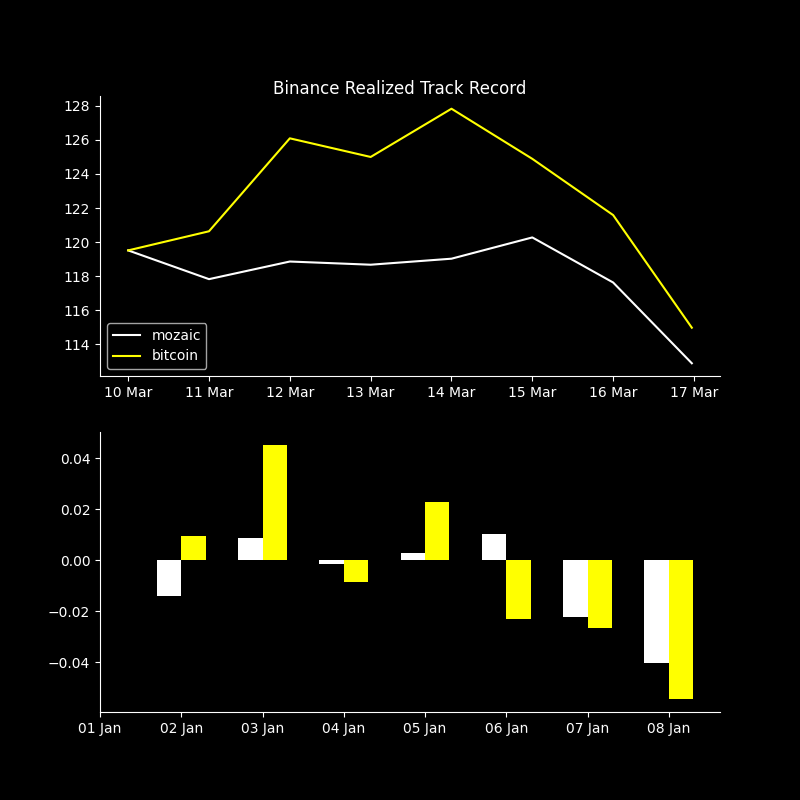 Binance Realized Track Record
128
126
124
122
120
118
116
114
mozaic
bitcoin
10 Mar 11 Mar 12 Mar 13 Mar 14 Mar 15 Mar 16 Mar 17 Mar
0.04
0.02
0.00
−0.02
−0.04
01 Jan 02 Jan 03 Jan 04 Jan 05 Jan 06 Jan 07 Jan 08 Jan